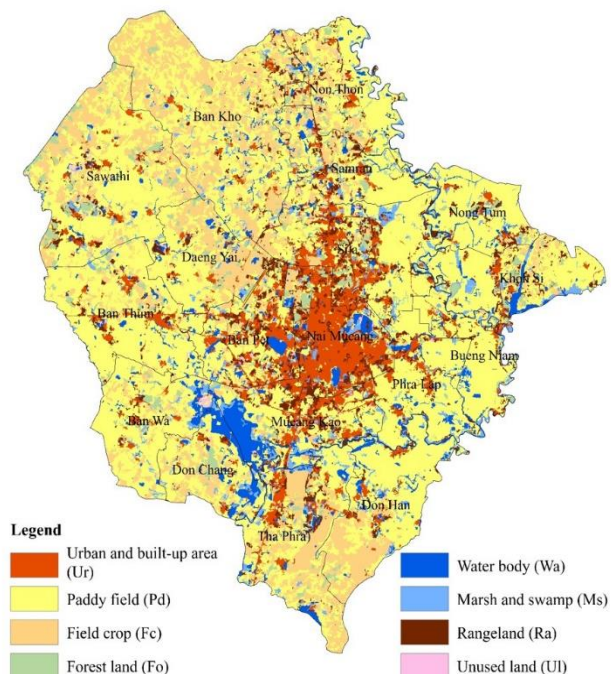 Non Thon
Ban Kho
Samran
Sawathi
Nong Tum
Sila
Daeng Yai
Khon Si
Ban Thum
Nai Mueang
Ban Pet
Bueng Niam
Phra Lap
Ban Wa
Mueang Kao
Don Chang
Don Han
Tha Phra)
Legend
Urban and built-up area
(Ur)
Paddy field (Pd)
Field crop (Fc)
Forest land (Fo)
Water body (Wa)
Marsh and swamp (Ms)
Rangeland (Ra)
Unused land (Ul)